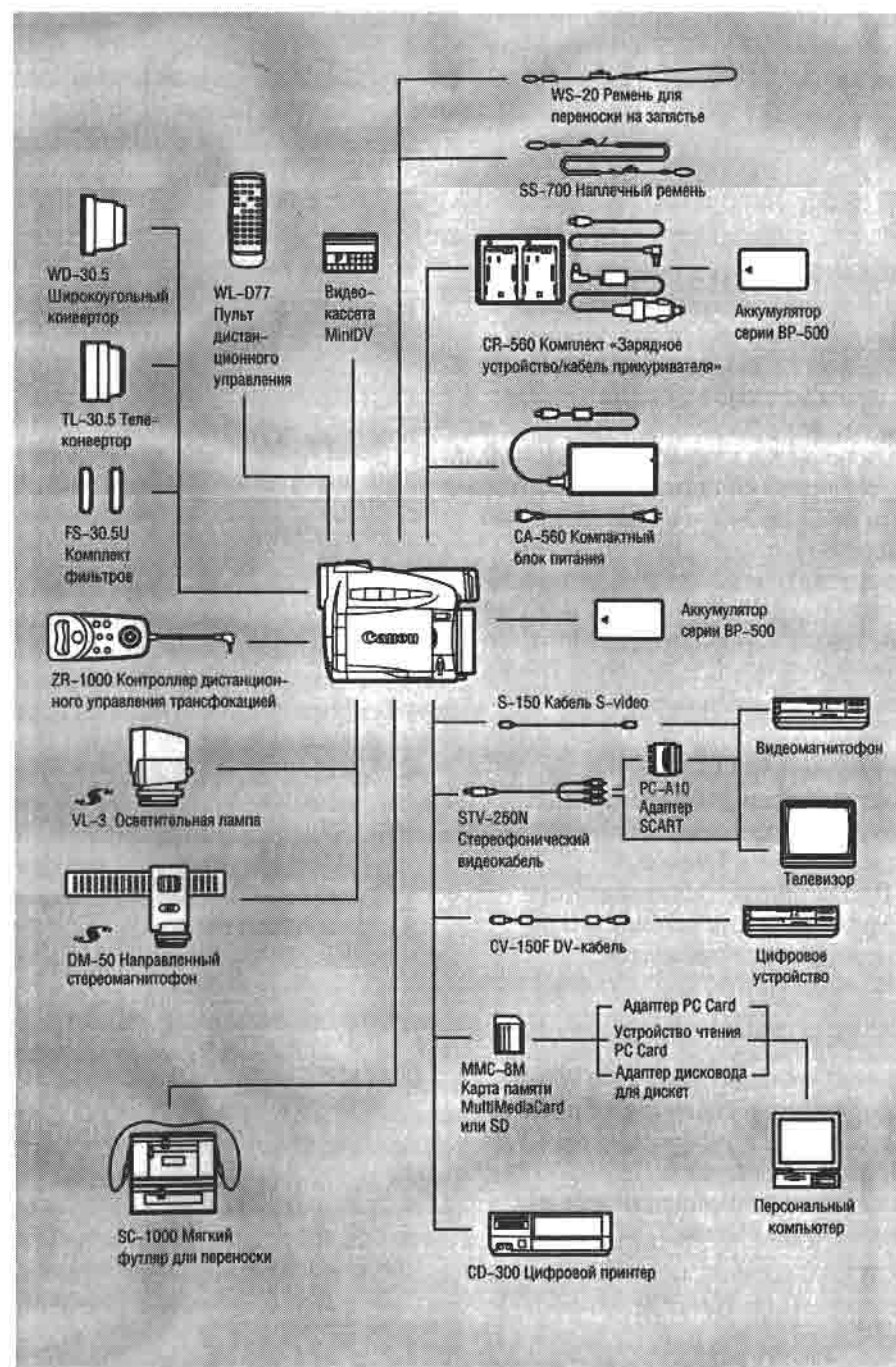 WS-20 Ремень для
переноски на запястье
SS-700 Наплечный ремень
WD-30.5
Широкоугольный
конвертор
WL-D77
Пульт
дистан-
ционного
управления
Видео-
кассета
MiniDV
CR-560 Комплект «Зарядное
устройство/кабель прикуривателя»
Аккумулятор
серии BP-500
TL-30.5 Теле-
конвертор
FS-30.5U
Комплект
фильтров
CA-560 Компактный
блок питания
Canon
Аккумулятор
серии BP-500
ZR-1000 Контроллер дистанцион-
ного управления трансфокацией
S-150 Кабель S-video
Видеомагнитофон
VL-3 Осветительная лампа
STV-250N
Стереофонический
видеокабель
PC-A10
Адаптер
SCART
Телевизор
DM-50 Направленный
стереомагнитофон
CV-150F DV-кабель
Цифровое
устройство
MMC-8M
Карта памяти
MultiMediaCard
или SD
Адаптер PC Card
Устройство чтения
PC Card
Адаптер дисковода
для дискет
Персональный
компьютер
SC-1000 Мягкий
футляр для переноски
CD-300 Цифровой принтер